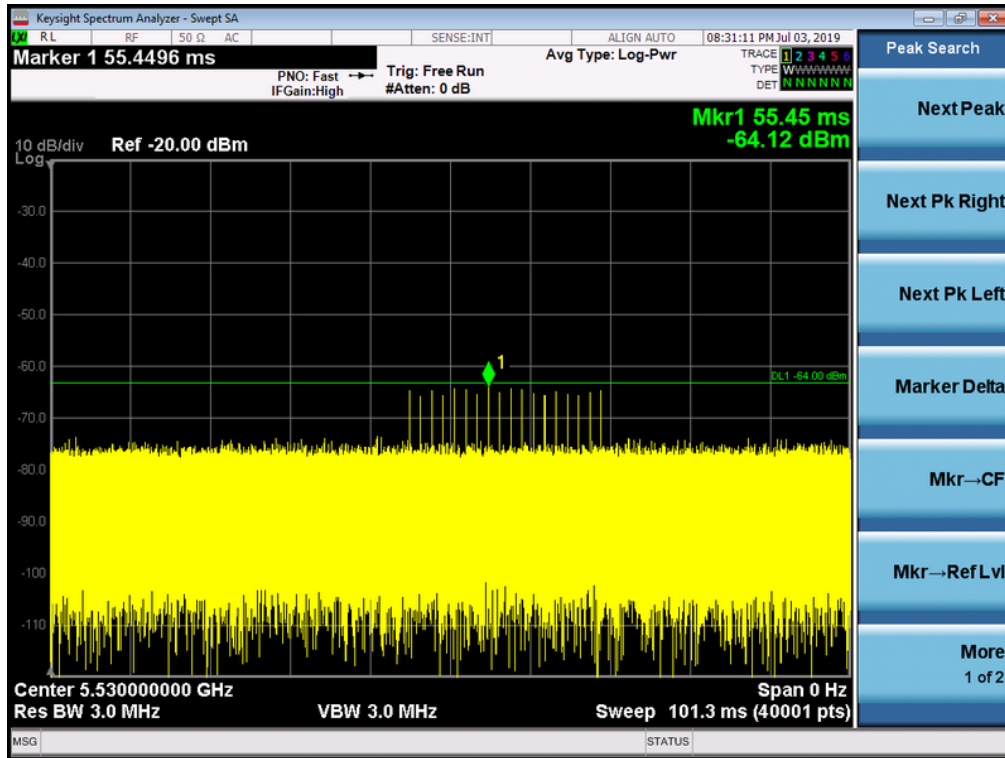 Keysight Spectrum Analyzer - Swept SA
LXI RL RF 50 Ω AC SENSE:INT ALIGN AUTO 08:31:11 PM Jul 03, 2019
Marker 1 55.4496 ms
PNO: Fast
IFGain:High
Trig: Free Run
#Atten: 0 dB
Avg Type: Log-Pwr
TRACE 1 2 3 4 5 6
TYPE WWWWWW
DET N N N N N N
Mkr1 55.45 ms
-64.12 dBm
10 dB/div
Log
Ref -20.00 dBm
-30.0
-40.0
-50.0
-60.0
1
DL1 -64.00 dBm
-70.0
-80.0
-90.0
-100
-110
Center 5.530000000 GHz
Span 0 Hz
Res BW 3.0 MHz
VBW 3.0 MHz
Sweep 101.3 ms (40001 pts)
MSG
STATUS
Peak Search
Next Peak
Next Pk Right
Next Pk Left
Marker Delta
Mkr→CF
Mkr→Ref Lvl
More
1 of 2